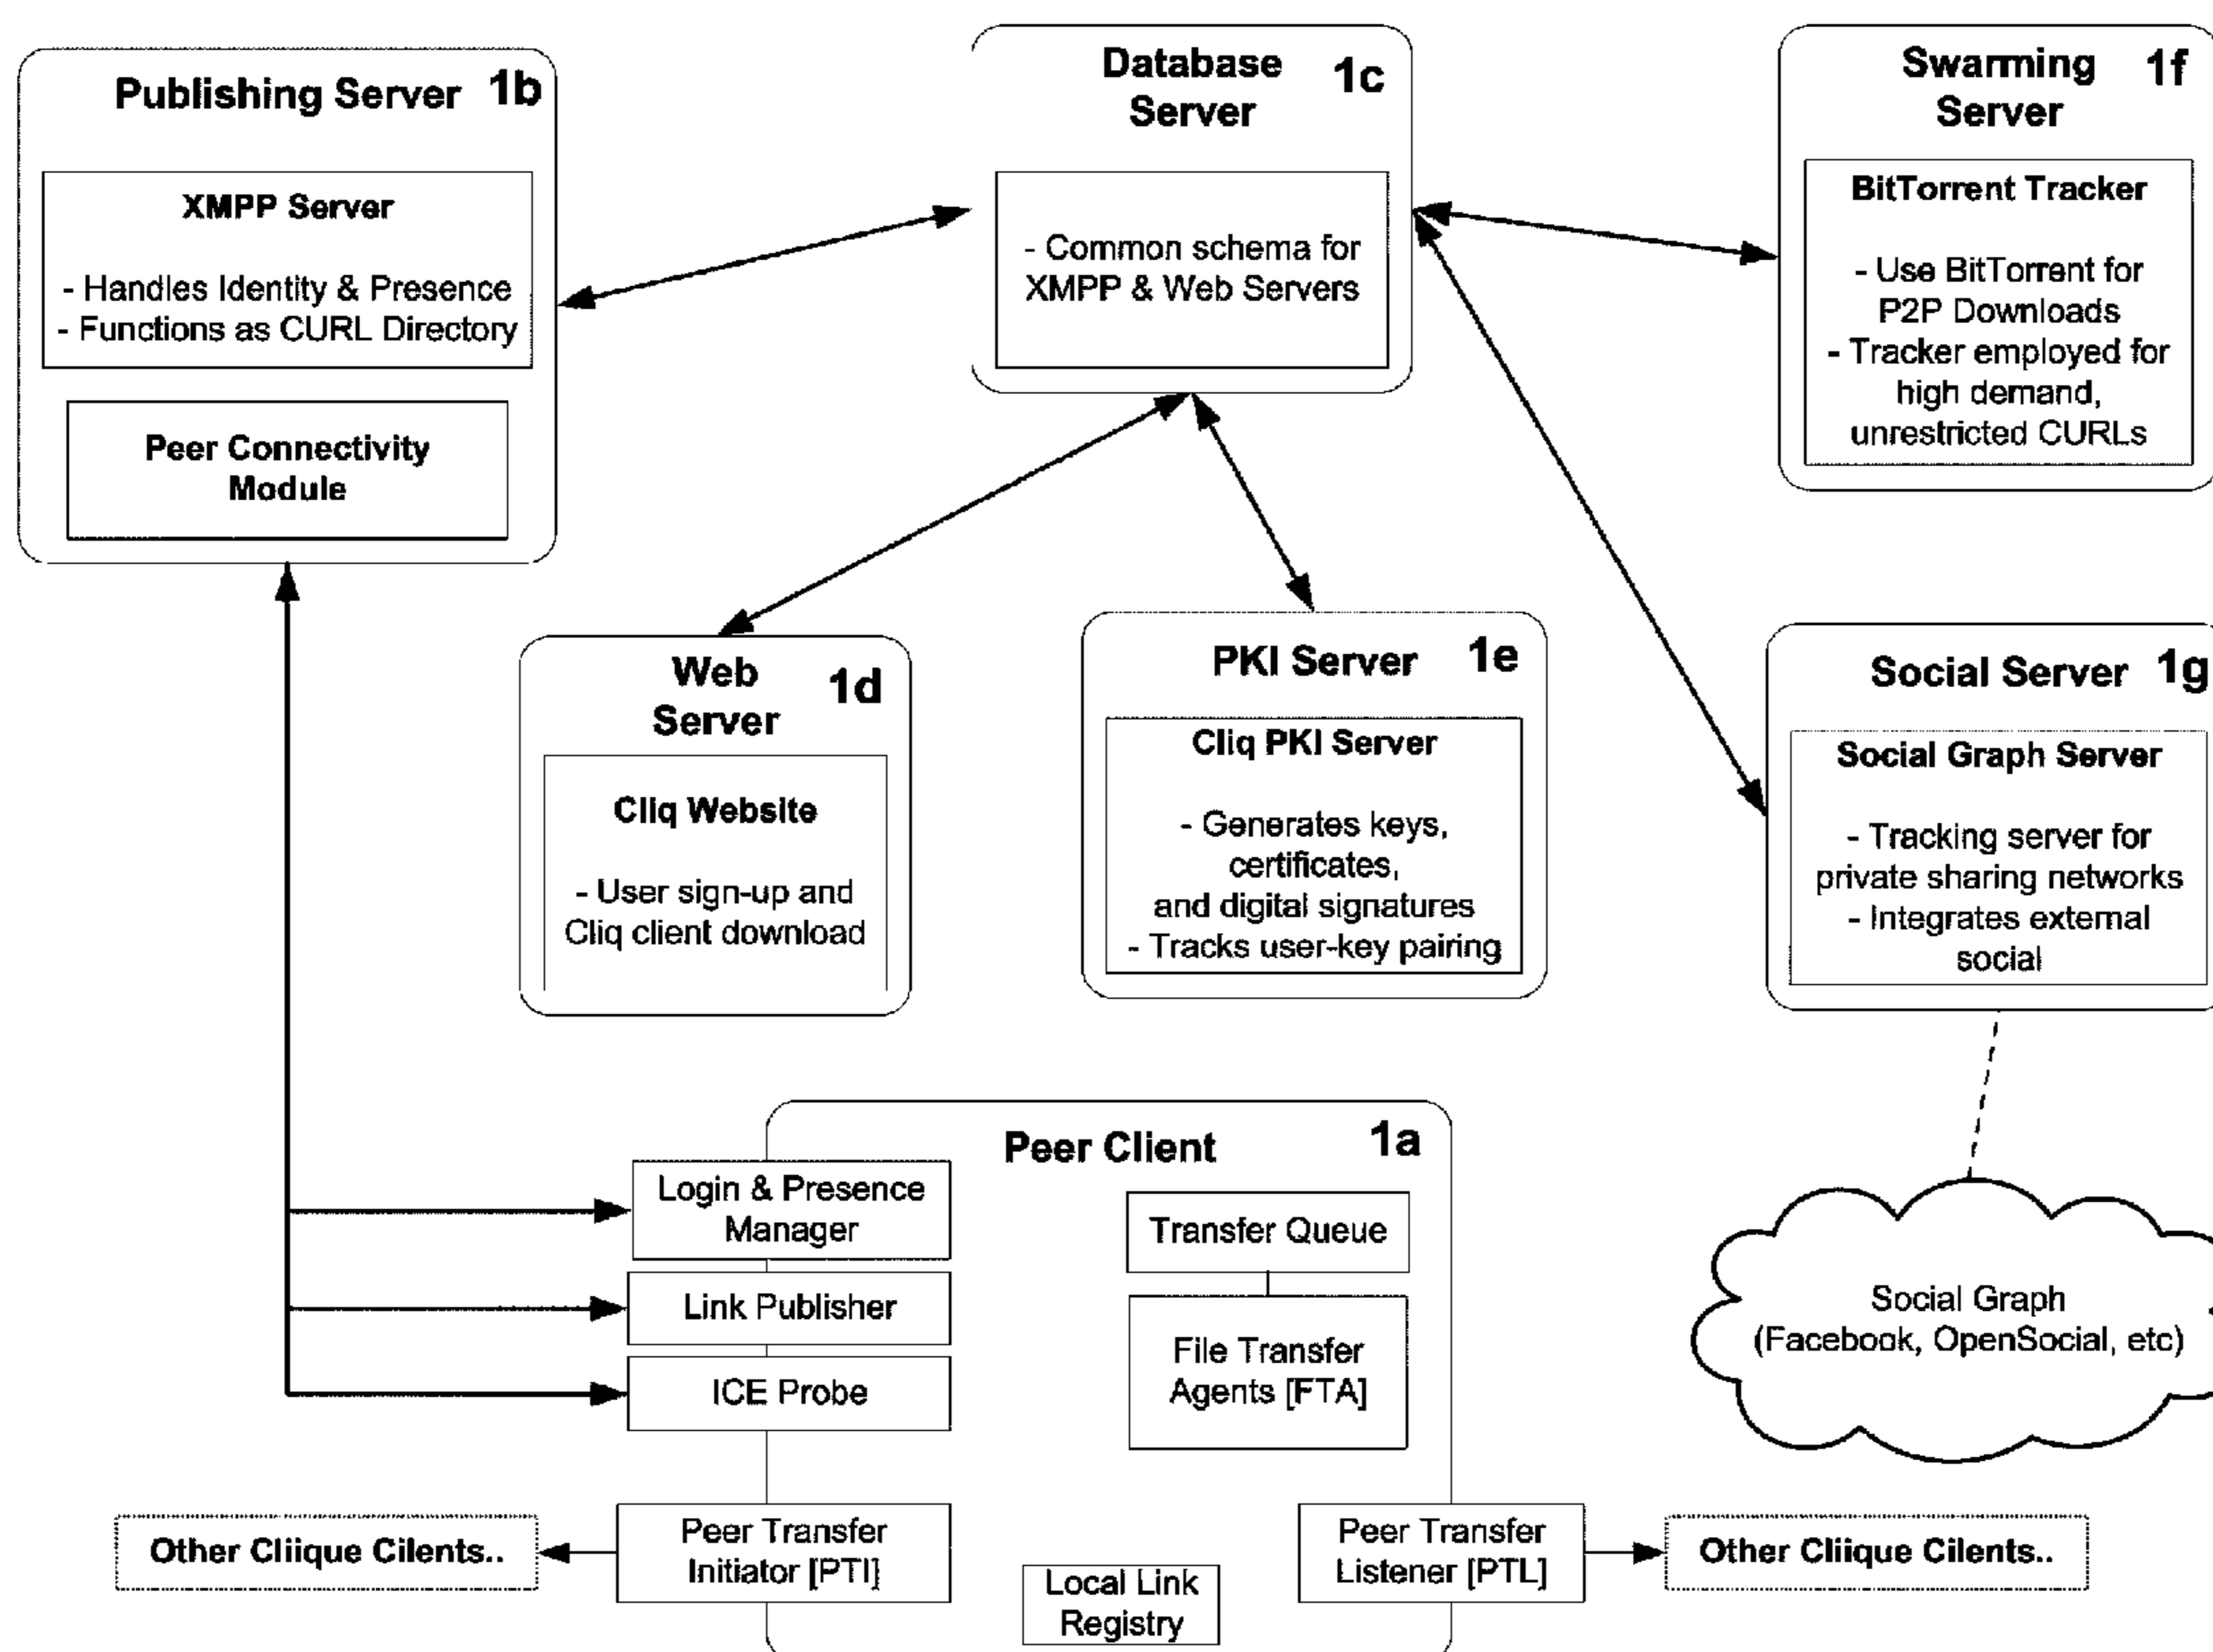 Publishing Server 1b
XMPP Server
- Handles Identity & Presence
- Functions as CURL Directory
Peer Connectivity
Module
Database
Server
1c
- Common schema for
XMPP & Web Servers
Swarming
Server
1f
BitTorrent Tracker
- Use BitTorrent for
P2P Downloads
- Tracker employed for
high demand,
unrestricted CURLs
Web
Server
1d
Cliq Website
- User sign-up and
Cliq client download
PKI Server 1e
Cliq PKI Server
- Generates keys,
certificates,
and digital signatures
- Tracks user-key pairing
Social Server 1g
Social Graph Server
- Tracking server for
private sharing networks
- Integrates external
social
Peer Client 1a
Login & Presence
Manager
Link Publisher
ICE Probe
Transfer Queue
File Transfer
Agents [FTA]
Social Graph
(Facebook, OpenSocial, etc)
Other Cliique Cilents..
Peer Transfer
Initiator [PTI]
Local Link
Registry
Peer Transfer
Listener [PTL]
Other Cliique Cilents..